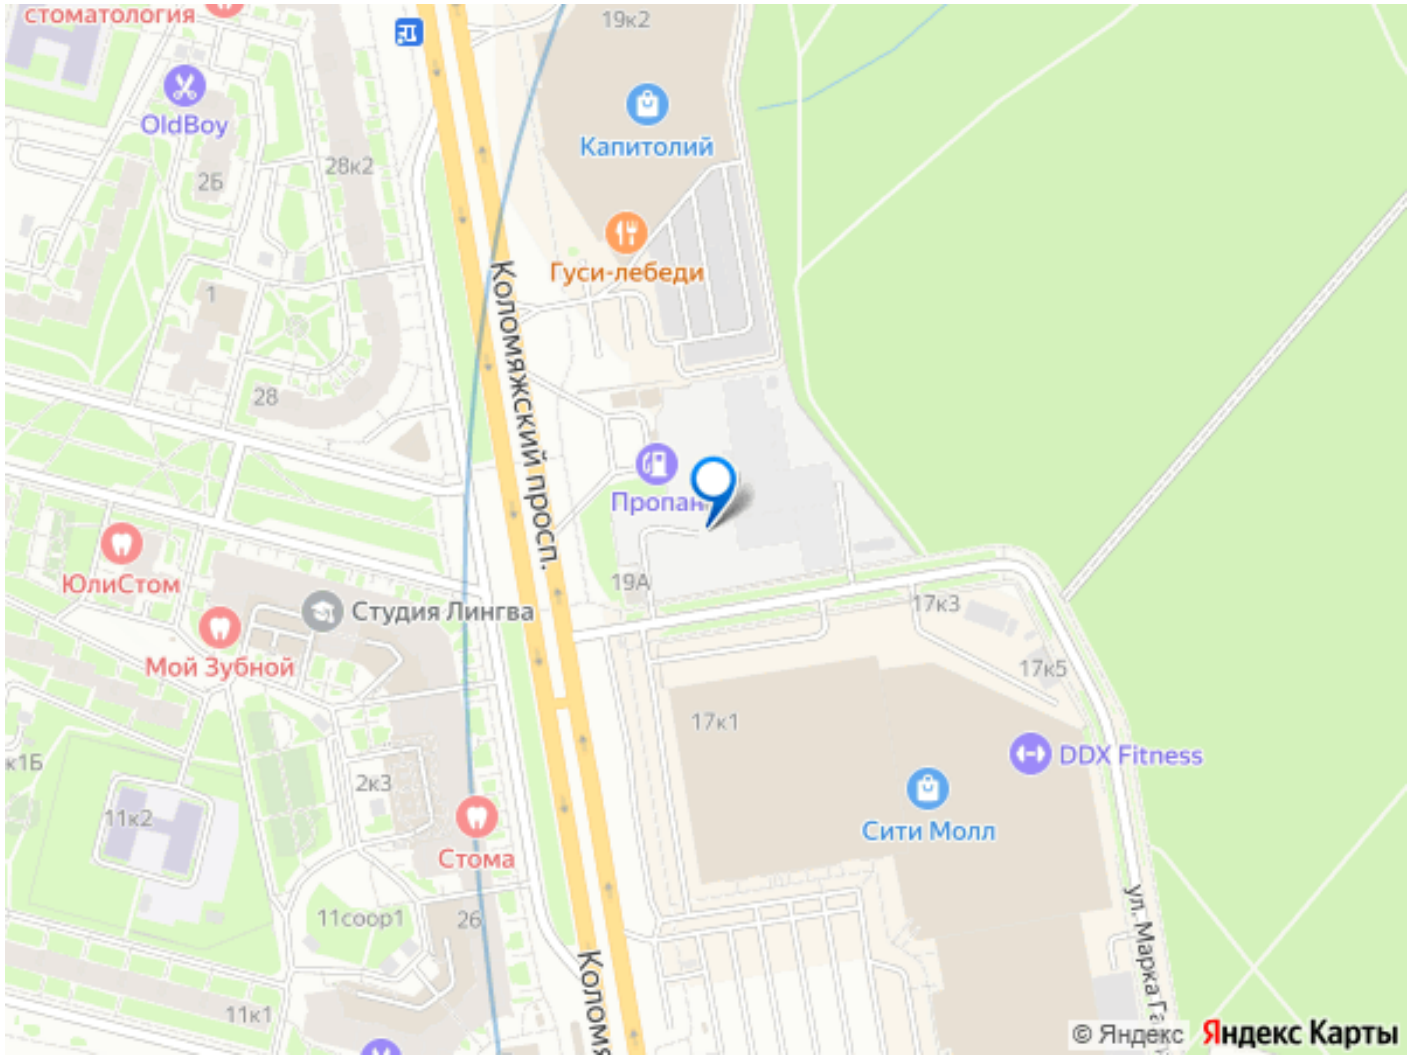 стоматология
19к2
OldBoy
Капитолий
28к2
2Б
Гуси-лебеди
1
Коломяжский просп.
28
Пропан
ЮлиСтом
19А
Студия Лингва
17к3
Мой Зубной
17к5
17к1
к1Б
DDX Fitness
2к3
11к2
Сити Молл
Стома
11соор1
26
ул. Марка Га
Колом
11к1
© Яндекс Яндекс Карты